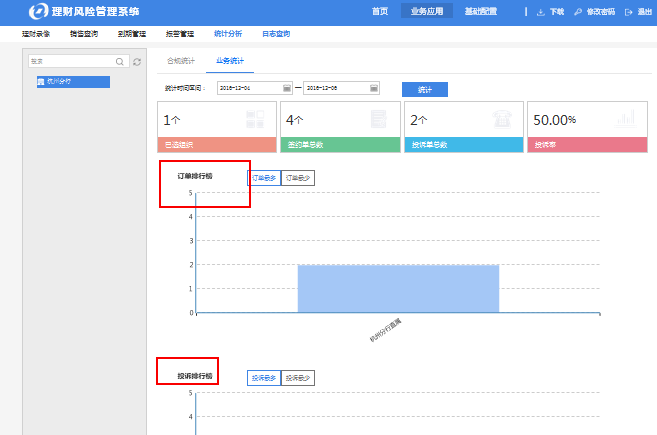 理财风险管理系统
首页 业务应用 基础配置 下载 修改密码 退出
理财录像 销售查询 到期管理 报警管理 统计分析 日志查询
搜索
杭州分行
合规统计 业务统计
统计时间区间： 2016-12-04 — 2016-12-06 统计
1个 4个 2个 50.00%
已选组织 签约单总数 投诉单总数 投诉率
订单排行榜 订单最多 订单最少
5
4
3
2
1
0
杭州分行直属
投诉排行榜 投诉最多 投诉最少
5
4